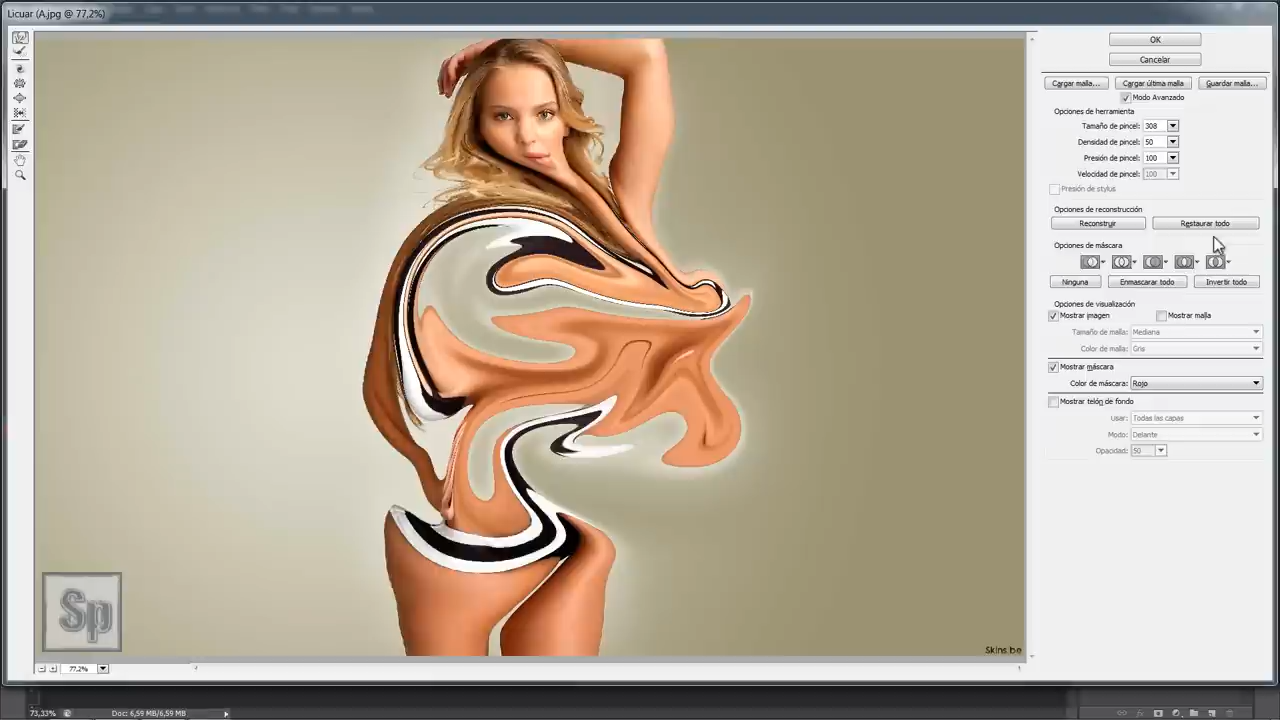 Licuar (A.jpg @ 77,2%)
OK
Cancelar
Cargar malla...
Cargar última malla
Guardar malla...
Modo Avanzado
Opciones de herramienta
Tamaño de pincel: 308
Densidad de pincel: 50
Presión de pincel: 100
Velocidad de pincel: 100
Presión de stylus
Opciones de reconstrucción
Reconstruir
Restaurar todo
Opciones de máscara
Ninguna
Enmascarar todo
Invertir todo
Opciones de visualización
Mostrar imagen
Mostrar malla
Tamaño de malla: Mediana
Color de malla: Gris
Mostrar máscara
Color de máscara: Rojo
Mostrar telón de fondo
Usar: Todas las capas
Modo: Delante
Opacidad: 50
Sp
Skins.be
77,2%
73,33%
Doc: 6,59 MB/6,59 MB